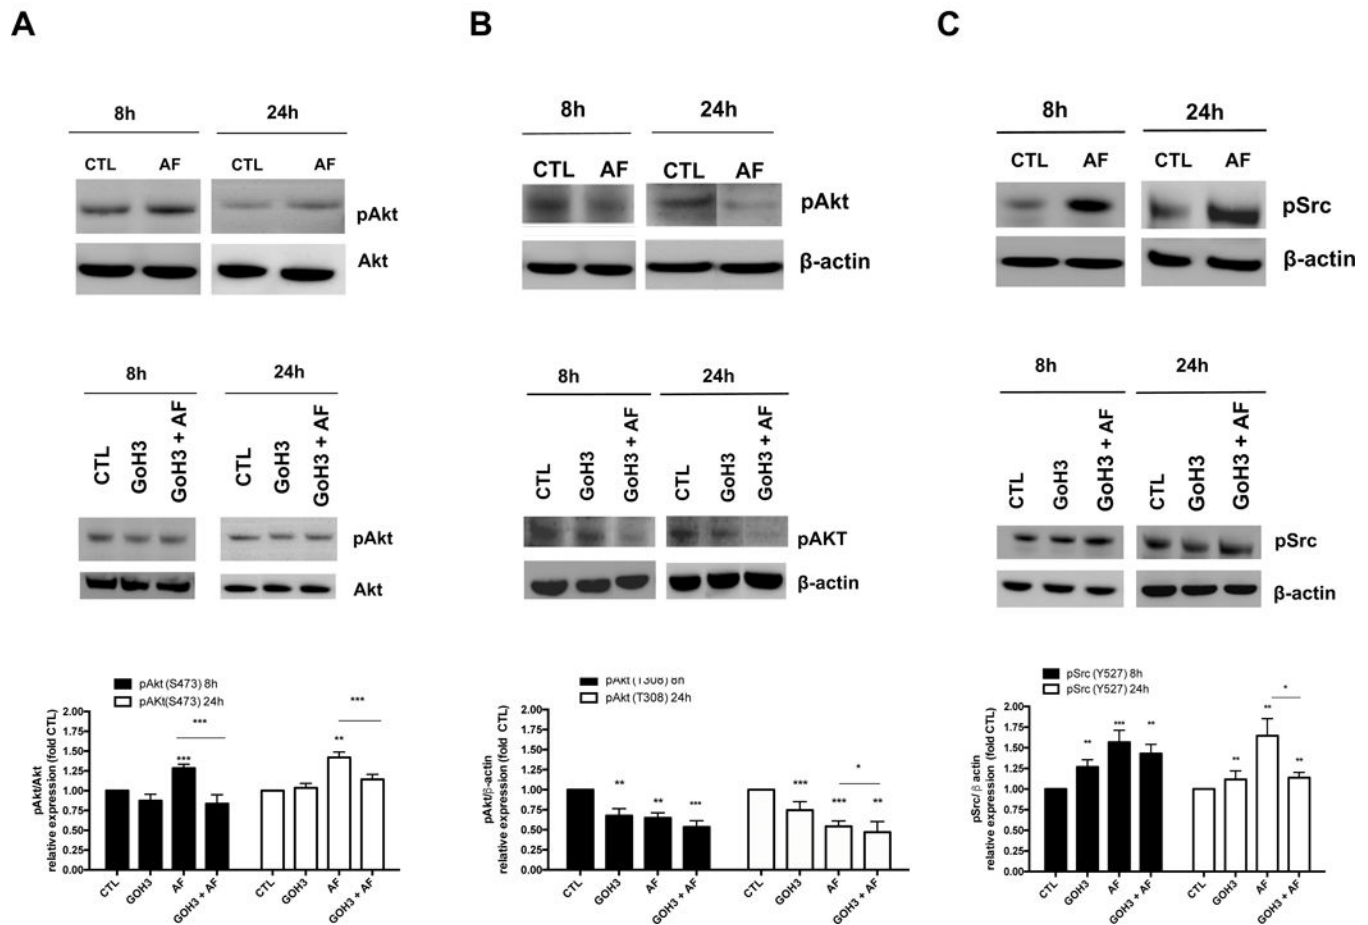 A
8h 24h
CTL AF CTL AF
pAkt
Akt
8h 24h
CTL GoH3 GoH3 + AF CTL GoH3 GoH3 + AF
pAkt
Akt
pAkt (S473) 8h
pAKt(S473) 24h
pAkt/Akt
relative expression (fold CTL)
2.00
1.75
1.50
1.25
1.00
0.75
0.50
0.25
0.00
*** *** ** ***
CTL GOH3 AF GOH3 + AF CTL GOH3 AF GOH3 + AF
B
8h 24h
CTL AF CTL AF
pAkt
β-actin
8h 24h
CTL GoH3 GoH3 + AF CTL GoH3 GoH3 + AF
pAKT
β-actin
pAkt (T308) 8h
pAkt (T308) 24h
pAkt/β-actin
relative expression (fold CTL)
2.00
1.75
1.50
1.25
1.00
0.75
0.50
0.25
0.00
** ** *** *** *** * **
CTL GOH3 AF GOH3 + AF CTL GOH3 AF GOH3 + AF
C
8h 24h
CTL AF CTL AF
pSrc
β-actin
8h 24h
CTL GoH3 GoH3 + AF CTL GoH3 GoH3 + AF
pSrc
β-actin
pSrc (Y527) 8h
pSrc (Y527) 24h
pSrc/ β actin
relative expression (fold CTL)
2.00
1.75
1.50
1.25
1.00
0.75
0.50
0.25
0.00
** *** ** ** ** * **
CTL GOH3 AF GOH3 + AF CTL GOH3 AF GOH3 + AF